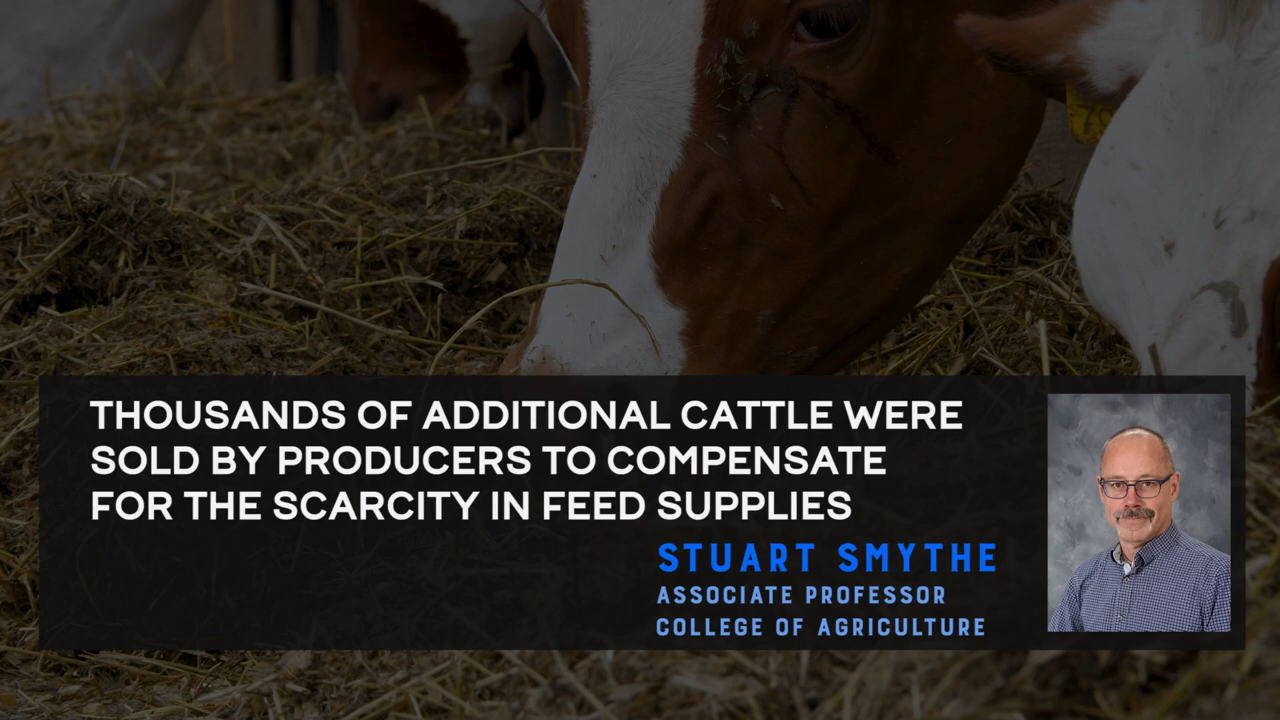 THOUSANDS OF ADDITIONAL CATTLE WERE
SOLD BY PRODUCERS TO COMPENSATE
FOR THE SCARCITY IN FEED SUPPLIES
STUART SMYTHE
ASSOCIATE PROFESSOR
COLLEGE OF AGRICULTURE